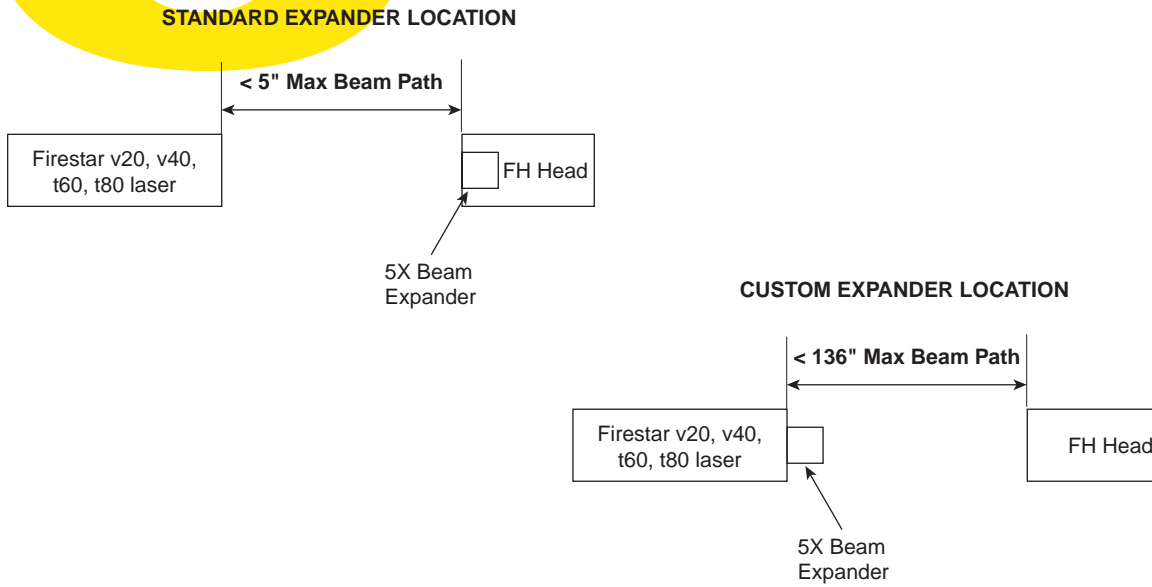 STANDARD EXPANDER LOCATION
< 5" Max Beam Path
Firestar v20, v40,
t60, t80 laser
FH Head
5X Beam
Expander
CUSTOM EXPANDER LOCATION
< 136" Max Beam Path
Firestar v20, v40,
t60, t80 laser
FH Head
5X Beam
Expander